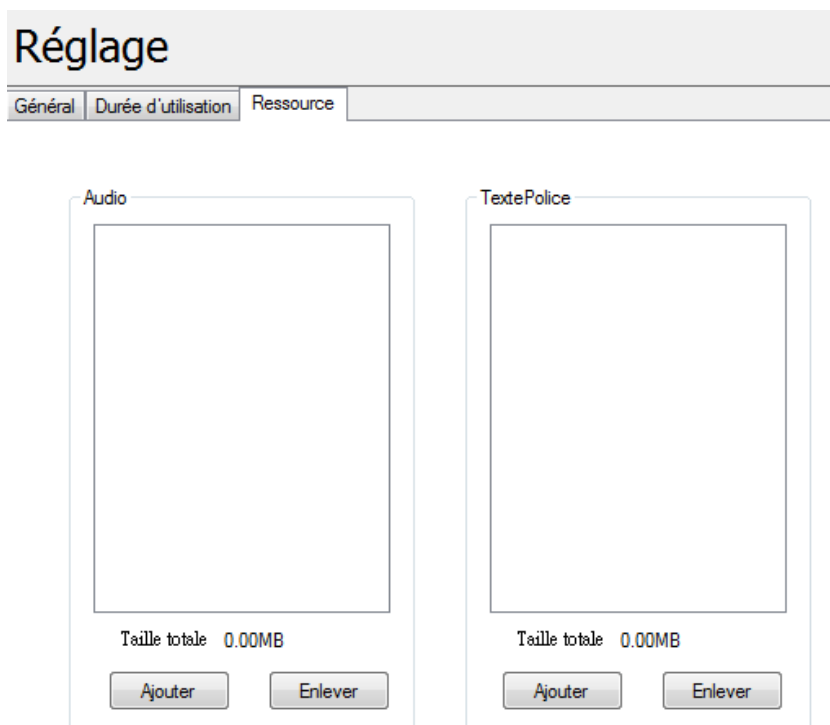 Réglage
Général Durée d'utilisation Ressource
Audio
TextePolice
Taille totale 0.00MB
Taille totale 0.00MB
Ajouter Enlever
Ajouter Enlever